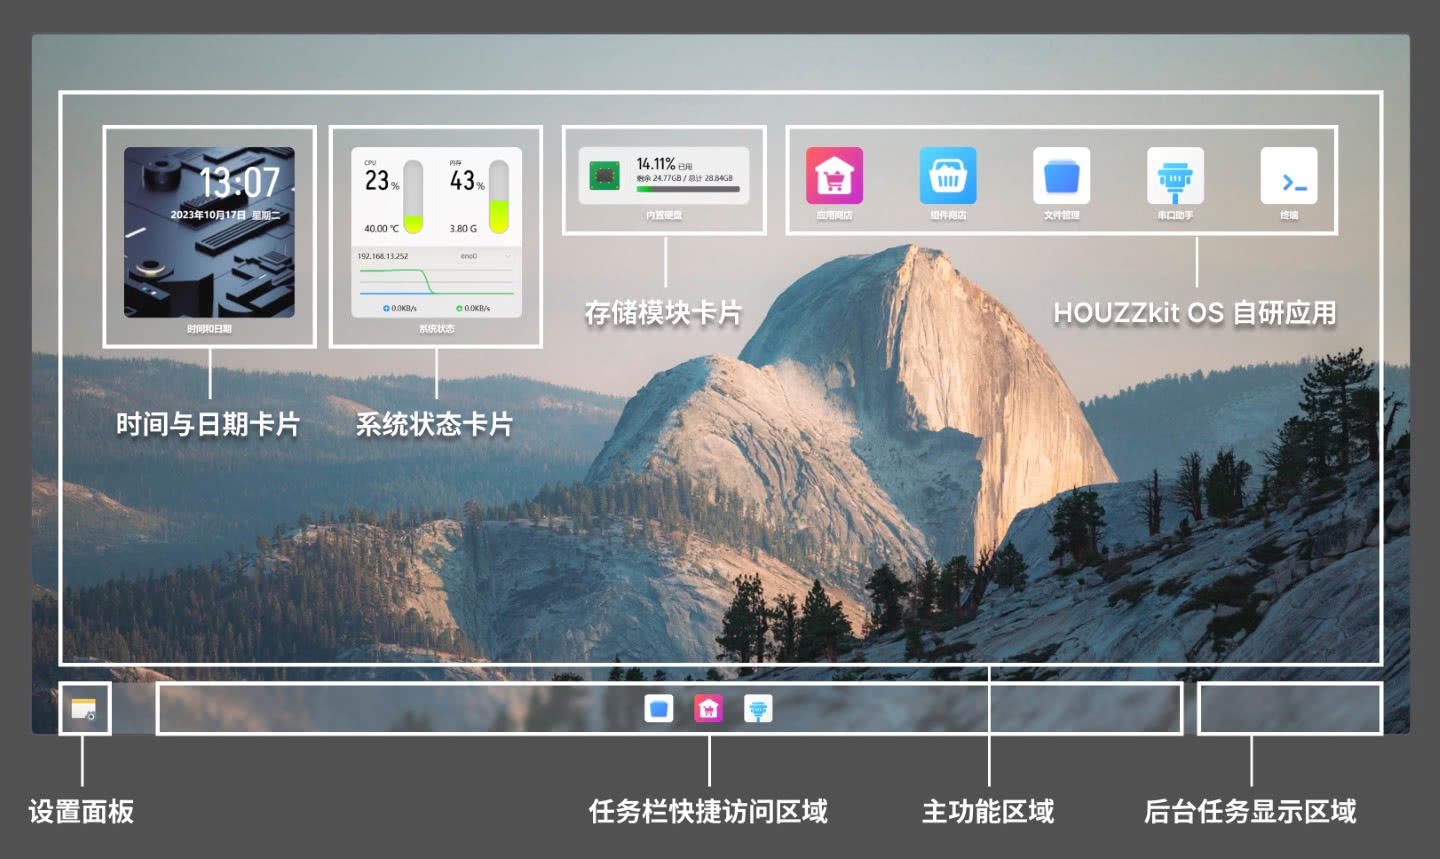 13:07
2023年10月17日 星期二
时间和日期
CPU
23%
40.00 ℃
内存
43%
3.80 G
192.168.13.252
eno0
0.0KB/s
0.0KB/s
系统状态
14.11% 已用
剩余 24.77GB / 总计 28.84GB
内置硬盘
应用商店
组件商店
文件管理
串口助手
终端
存储模块卡片
HOUZZkit OS 自研应用
时间与日期卡片
系统状态卡片
设置面板
任务栏快捷访问区域
主功能区域
后台任务显示区域